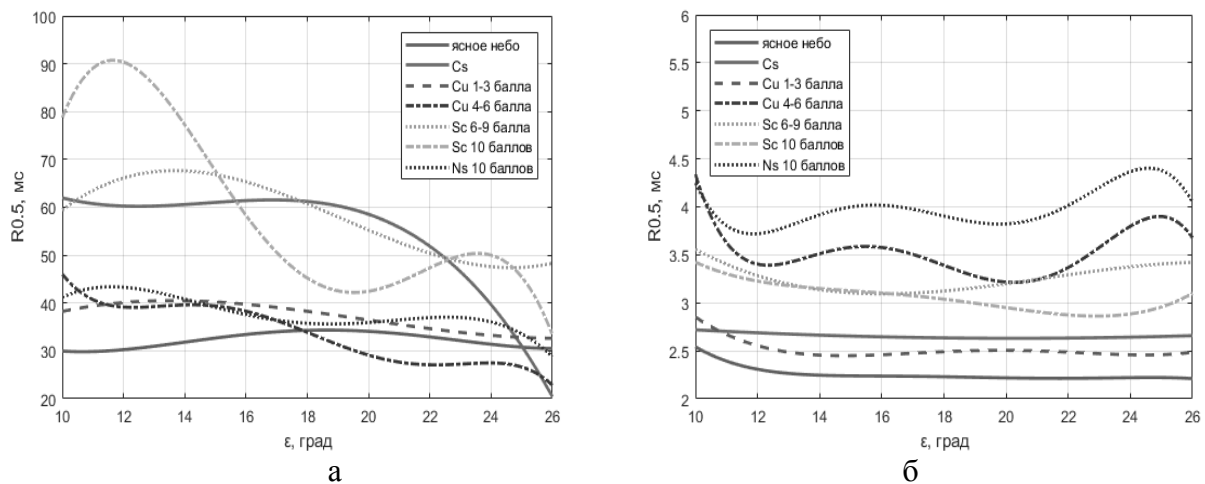 100
90
80
70
60
50
40
30
20
R0.5, мс
10 12 14 16 18 20 22 24 26
ε, град
ясное небо
Cs
Cu 1-3 балла
Cu 4-6 балла
Sc 6-9 балла
Sc 10 баллов
Ns 10 баллов
а
6
5.5
5
4.5
4
3.5
3
2.5
2
R0.5, мс
10 12 14 16 18 20 22 24 26
ε, град
ясное небо
Cs
Cu 1-3 балла
Cu 4-6 балла
Sc 6-9 балла
Sc 10 баллов
Ns 10 баллов
б